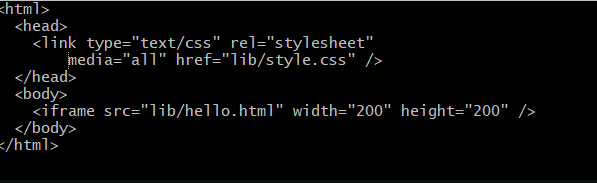 <html>
  <head>
    <link type="text/css" rel="stylesheet"
        media="all" href="lib/style.css" />
  </head>
  <body>
    <iframe src="lib/hello.html" width="200" height="200" />
  </body>
</html>